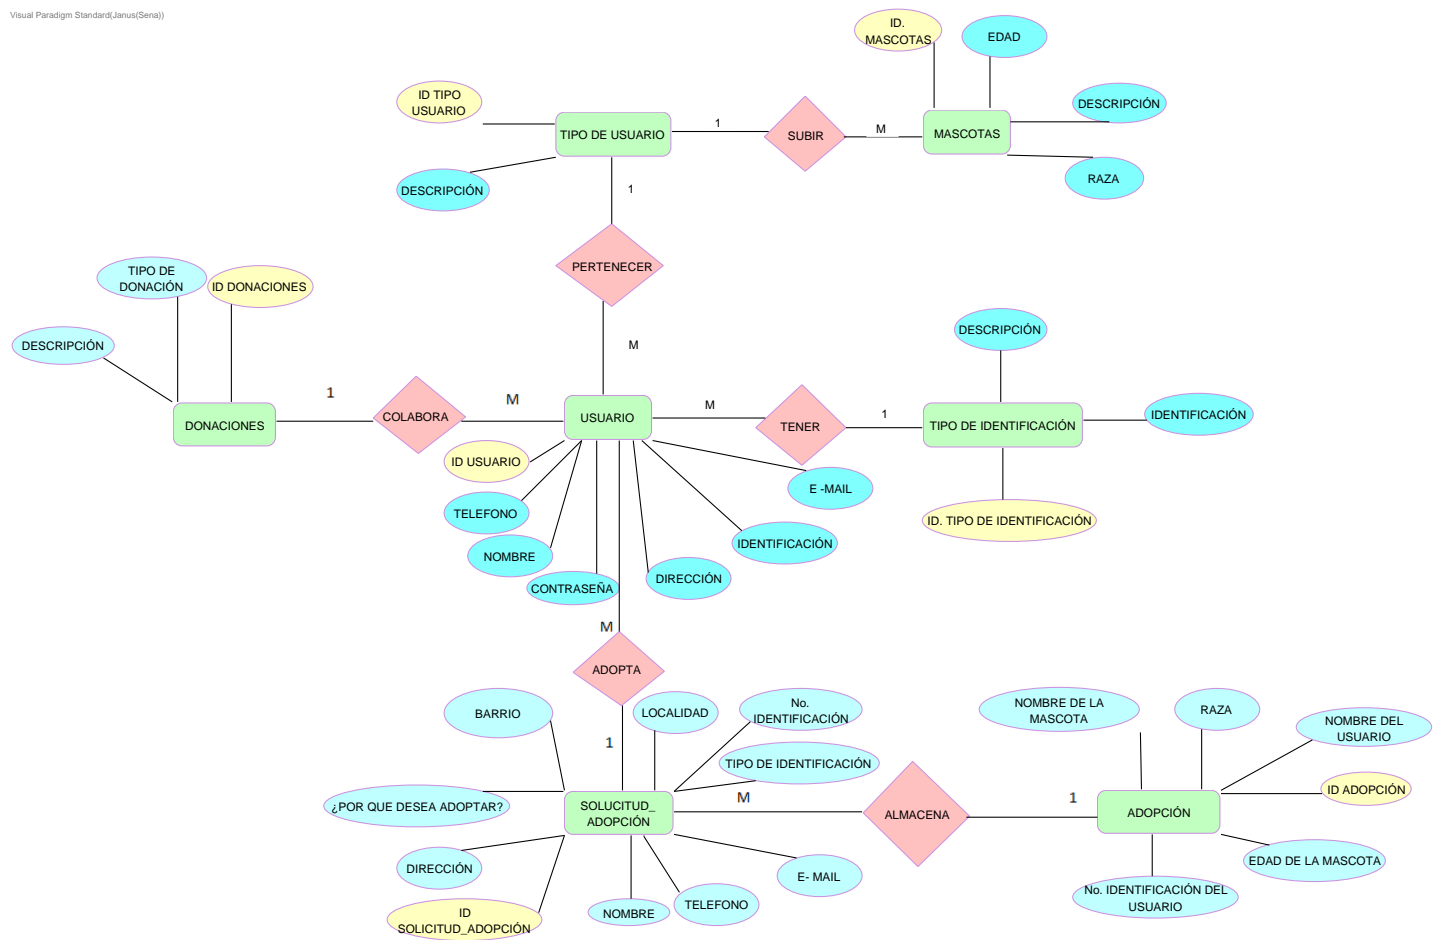 Visual Paradigm Standard(Janus(Sena))
ID.
MASCOTAS
EDAD
ID TIPO
USUARIO
DESCRIPCIÓN
TIPO DE USUARIO
1
SUBIR
M
MASCOTAS
DESCRIPCIÓN
RAZA
1
PERTENECER
TIPO DE
DONACIÓN
ID DONACIONES
DESCRIPCIÓN
M
DESCRIPCIÓN
DONACIONES
1
COLABORA
M
USUARIO
M
TENER
1
TIPO DE IDENTIFICACIÓN
IDENTIFICACIÓN
ID USUARIO
E -MAIL
TELEFONO
ID. TIPO DE IDENTIFICACIÓN
NOMBRE
IDENTIFICACIÓN
CONTRASEÑA
DIRECCIÓN
M
ADOPTA
BARRIO
LOCALIDAD
No.
IDENTIFICACIÓN
NOMBRE DE LA
MASCOTA
RAZA
NOMBRE DEL
USUARIO
1
TIPO DE IDENTIFICACIÓN
¿POR QUE DESEA ADOPTAR?
SOLUCITUD_
ADOPCIÓN
M
ALMACENA
1
ADOPCIÓN
ID ADOPCIÓN
DIRECCIÓN
E- MAIL
EDAD DE LA MASCOTA
ID
SOLICITUD_ADOPCIÓN
NOMBRE
TELEFONO
No. IDENTIFICACIÓN DEL
USUARIO